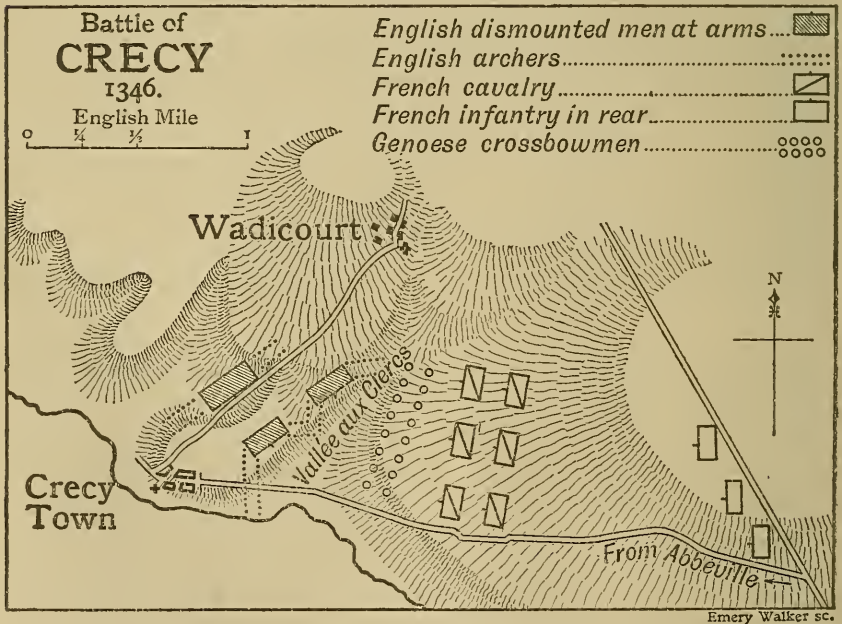 Battle of
CRECY
1346.
English Mile
0 ¼ ½ 1
English dismounted men at arms....
English archers
French cavalry
French infantry in rear
Genoese crossbowmen
Wadicourt
N
Vallée aux Clercs
Crecy
Town
From Abbeville
Emery Walker sc.